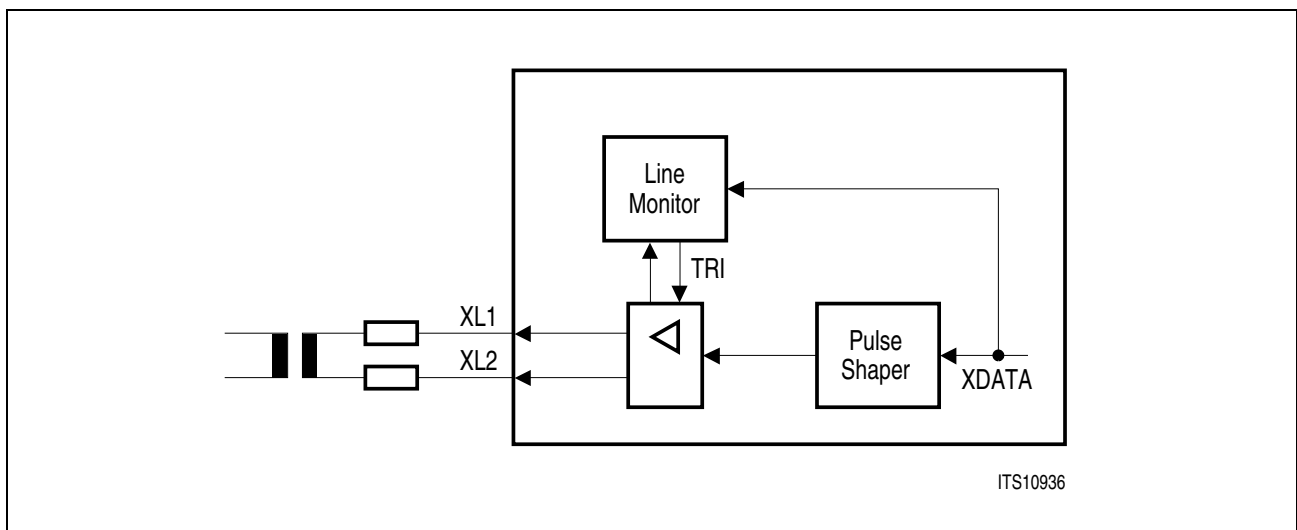 Line
Monitor
TRI
XL1
XL2
Pulse
Shaper
XDATA
ITS10936